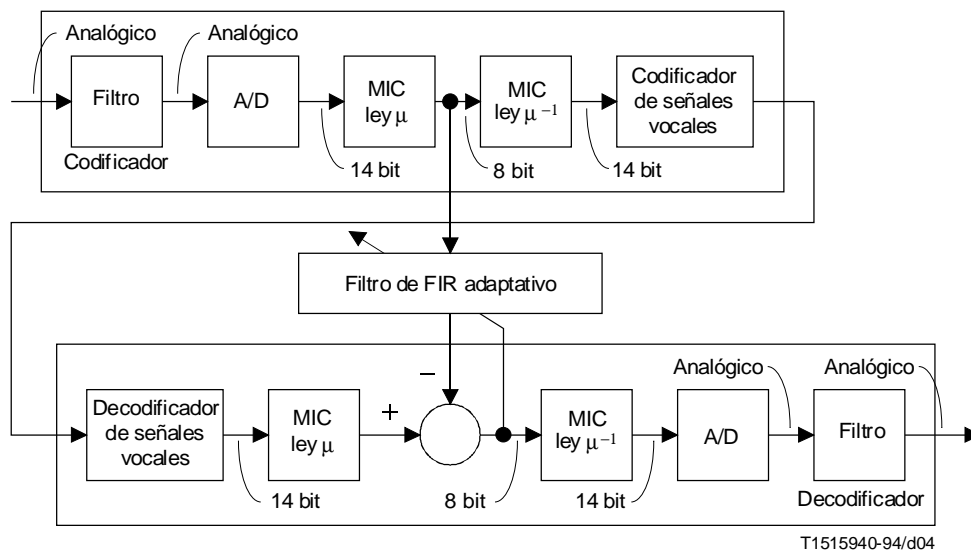 Analógico
Analógico
Filtro
A/D
MIC
ley μ
MIC
ley μ⁻¹
Codificador
de señales
vocales
Codificador
14 bit
8 bit
14 bit
Filtro de FIR adaptativo
−
+
Analógico
Analógico
Decodificador
de señales
vocales
MIC
ley μ
MIC
ley μ⁻¹
A/D
Filtro
14 bit
8 bit
14 bit
Decodificador
T1515940-94/d04